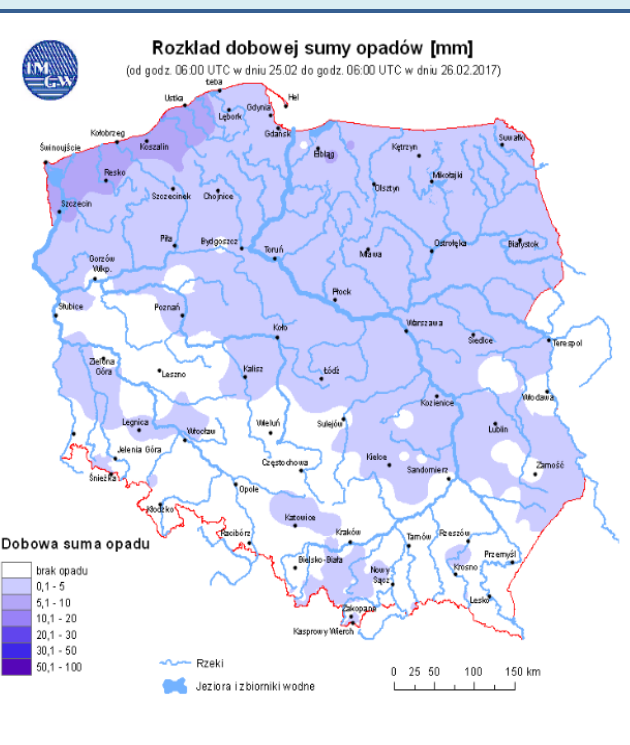 Rozkład dobowej sumy opadów [mm]
(od godz. 06:00 UTC w dniu 25.02 do godz. 06:00 UTC w dniu 26.02.2017)
IM
GW
Łeba
Ustka
Hel
Gdynia
Lębork
Gdańsk
Kołobrzeg
Koszalin
Suwałki
Świnoujście
Elbląg
Kętrzyn
Resko
Mikołajki
Olsztyn
Szczecinek
Chojnice
Szczecin
Piła
Bydgoszcz
Toruń
Ostrołęka
Białystok
Mława
Gorzów
Wlkp.
Płock
Słubice
Poznań
Koło
Warszawa
Siedlce
Terespol
Zielona
Góra
Leszno
Kalisz
Łódź
Włodawa
Kozienice
Legnica
Wrocław
Wieluń
Sulejów
Lublin
Jelenia Góra
Częstochowa
Kielce
Sandomierz
Zamość
Śnieżka
Opole
Kłodzko
Katowice
Racibórz
Kraków
Tarnów
Rzeszów
Przemyśl
Bielsko-Biała
Nowy
Sącz
Krosno
Lesko
Zakopane
Kasprowy Wierch
Dobowa suma opadu
brak opadu
0,1 - 5
5,1 - 10
10,1 - 20
20,1 - 30
30,1 - 50
50,1 - 100
Rzeki
Jeziora i zbiorniki wodne
0 25 50 100 150 km